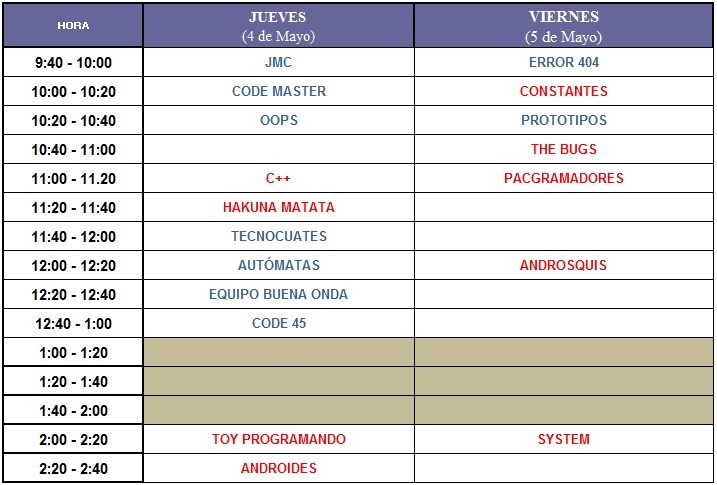 HORA JUEVES (4 de Mayo) VIERNES (5 de Mayo)
9:40 - 10:00 JMC ERROR 404
10:00 - 10:20 CODE MASTER CONSTANTES
10:20 - 10:40 OOPS PROTOTIPOS
10:40 - 11:00 THE BUGS
11:00 - 11.20 C++ PACGRAMADORES
11:20 - 11:40 HAKUNA MATATA
11:40 - 12:00 TECNOCUATES
12:00 - 12:20 AUTÓMATAS ANDROSQUIS
12:20 - 12:40 EQUIPO BUENA ONDA
12:40 - 1:00 CODE 45
1:00 - 1:20
1:20 - 1:40
1:40 - 2:00
2:00 - 2:20 TOY PROGRAMANDO SYSTEM
2:20 - 2:40 ANDROIDES